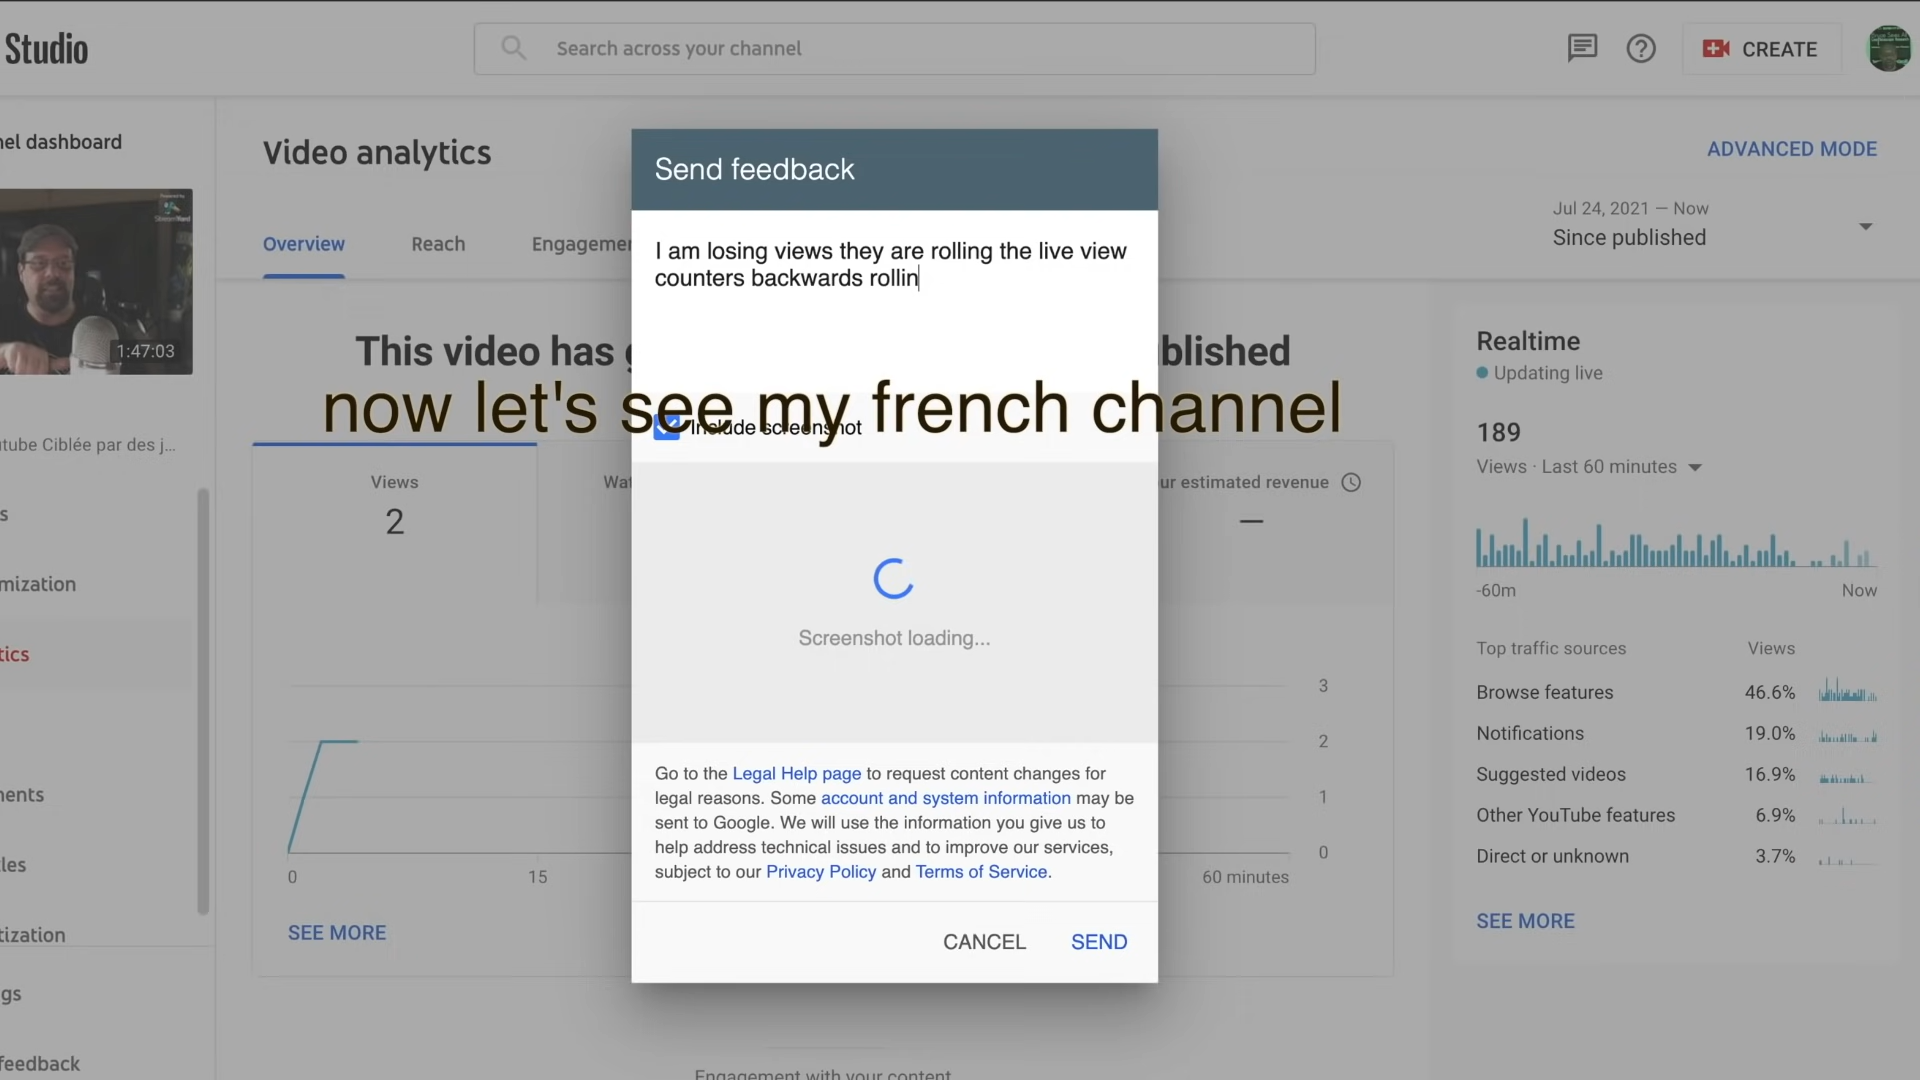 Studio
Search across your channel
CREATE
nel dashboard
Video analytics
ADVANCED MODE
Send feedback
Jul 24, 2021 — Now
Since published
Overview
Reach
Engagemen
I am losing views they are rolling the live view
counters backwards rollin
1:47:03
This video has g
blished
now let's see my french channel
Include screenshot
Realtime
Updating live
189
Views · Last 60 minutes
-60m
Now
utube Ciblée par des j...
Views
2
Wat
ur estimated revenue
—
s
mization
tics
nents
les
tization
gs
feedback
Screenshot loading...
3
2
1
0
0
15
60 minutes
SEE MORE
Top traffic sources
Views
Browse features
46.6%
Notifications
19.0%
Suggested videos
16.9%
Other YouTube features
6.9%
Direct or unknown
3.7%
SEE MORE
Go to the Legal Help page to request content changes for
legal reasons. Some account and system information may be
sent to Google. We will use the information you give us to
help address technical issues and to improve our services,
subject to our Privacy Policy and Terms of Service.
CANCEL
SEND
Engagement with your content